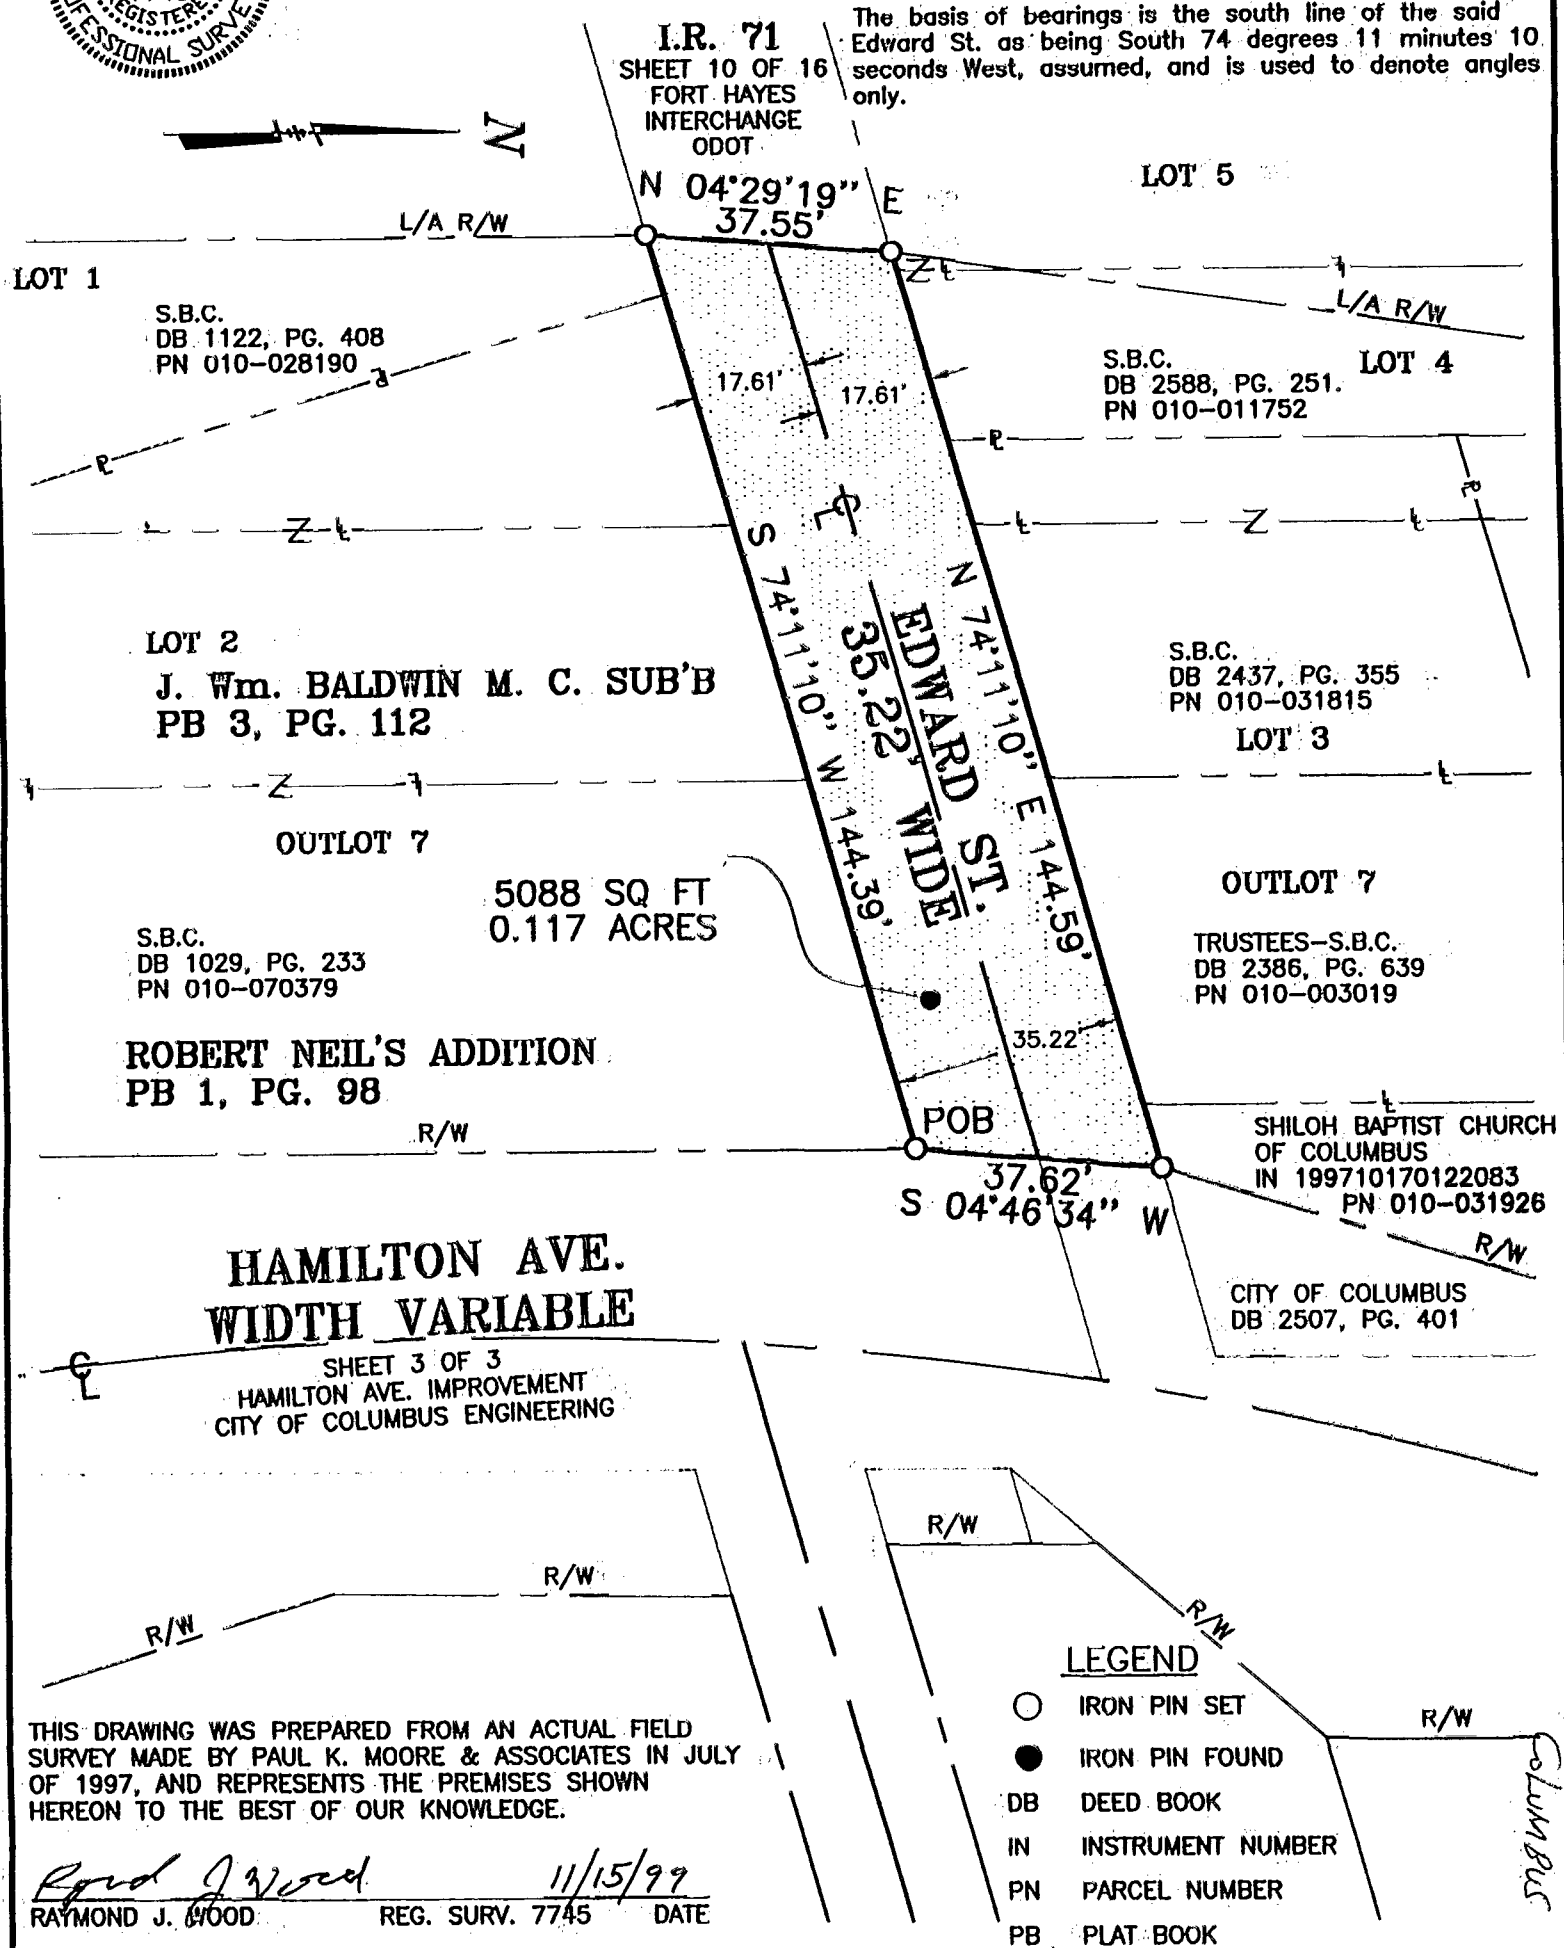 REGISTERE
FESSIONAL SURVE
The basis of bearings is the south line of the said
Edward St. as being South 74 degrees 11 minutes 10
seconds West, assumed, and is used to denote angles
only.
I.R. 71
SHEET 10 OF 16
FORT HAYES
INTERCHANGE
ODOT
N
LOT 5
N 04°29'19" E
37.55'
L/A R/W
LOT 1
S.B.C.
DB 1122, PG. 408
PN 010-028190
L/A R/W
S.B.C.
DB 2588, PG. 251.
PN 010-011752
LOT 4
17.61'
17.61'
S 74°11'10" W 144.39'
N 74°11'10" E 144.59'
EDWARD ST.
35.22' WIDE
LOT 2
J. Wm. BALDWIN M. C. SUB'B
PB 3, PG. 112
S.B.C.
DB 2437, PG. 355
PN 010-031815
LOT 3
OUTLOT 7
5088 SQ FT
0.117 ACRES
OUTLOT 7
S.B.C.
DB 1029, PG. 233
PN 010-070379
TRUSTEES-S.B.C.
DB 2386, PG. 639
PN 010-003019
35.22'
ROBERT NEIL'S ADDITION
PB 1, PG. 98
R/W
POB
37.62'
S 04°46'34" W
SHILOH BAPTIST CHURCH
OF COLUMBUS
IN 199710170122083
PN 010-031926
R/W
CITY OF COLUMBUS
DB 2507, PG. 401
HAMILTON AVE.
WIDTH VARIABLE
CL
SHEET 3 OF 3
HAMILTON AVE. IMPROVEMENT
CITY OF COLUMBUS ENGINEERING
R/W
R/W
R/W
R/W
R/W
LEGEND
IRON PIN SET
IRON PIN FOUND
DB DEED BOOK
IN INSTRUMENT NUMBER
PN PARCEL NUMBER
PB PLAT BOOK
THIS DRAWING WAS PREPARED FROM AN ACTUAL FIELD
SURVEY MADE BY PAUL K. MOORE & ASSOCIATES IN JULY
OF 1997, AND REPRESENTS THE PREMISES SHOWN
HEREON TO THE BEST OF OUR KNOWLEDGE.
11/15/99
RAYMOND J. WOOD REG. SURV. 7745 DATE
Columbus